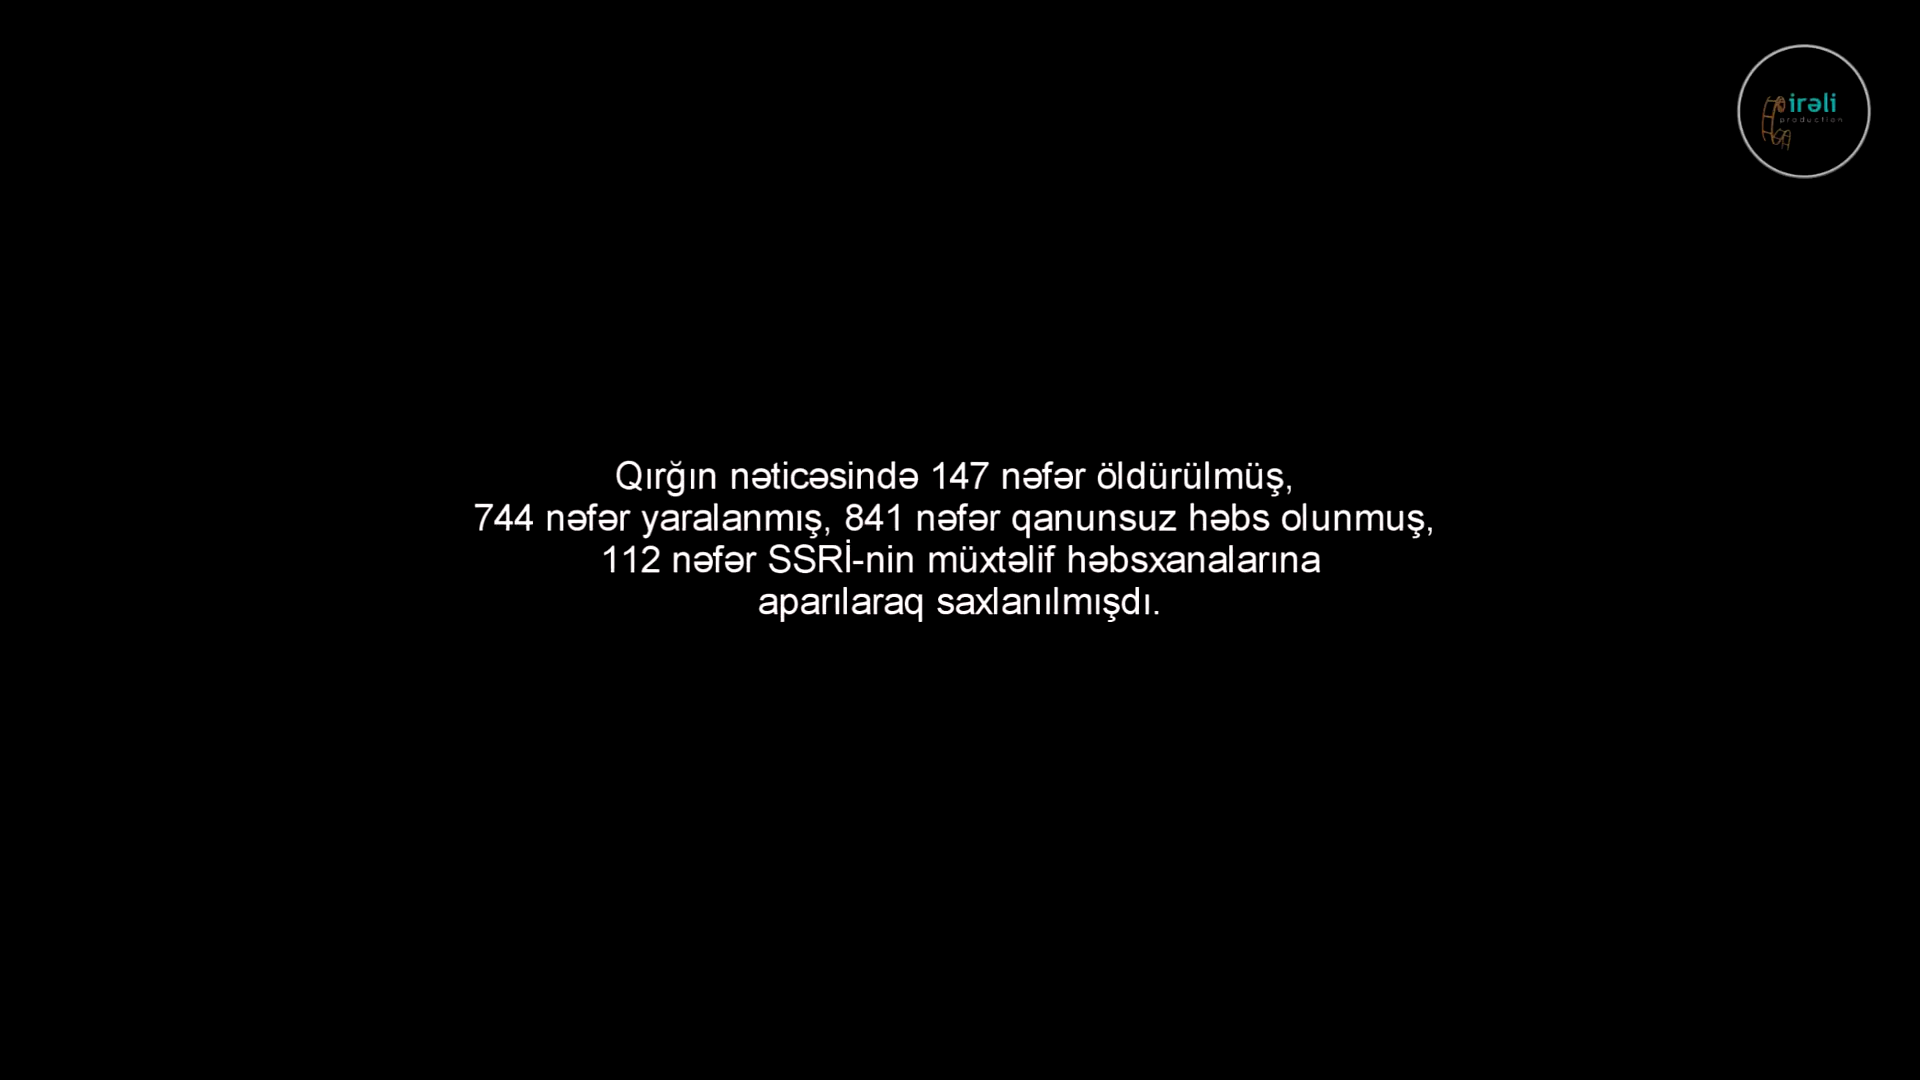 irəli
production
Qırğın nəticəsində 147 nəfər öldürülmüş,
744 nəfər yaralanmış, 841 nəfər qanunsuz həbs olunmuş,
112 nəfər SSRİ-nin müxtəlif həbsxanalarına
aparılaraq saxlanılmışdı.